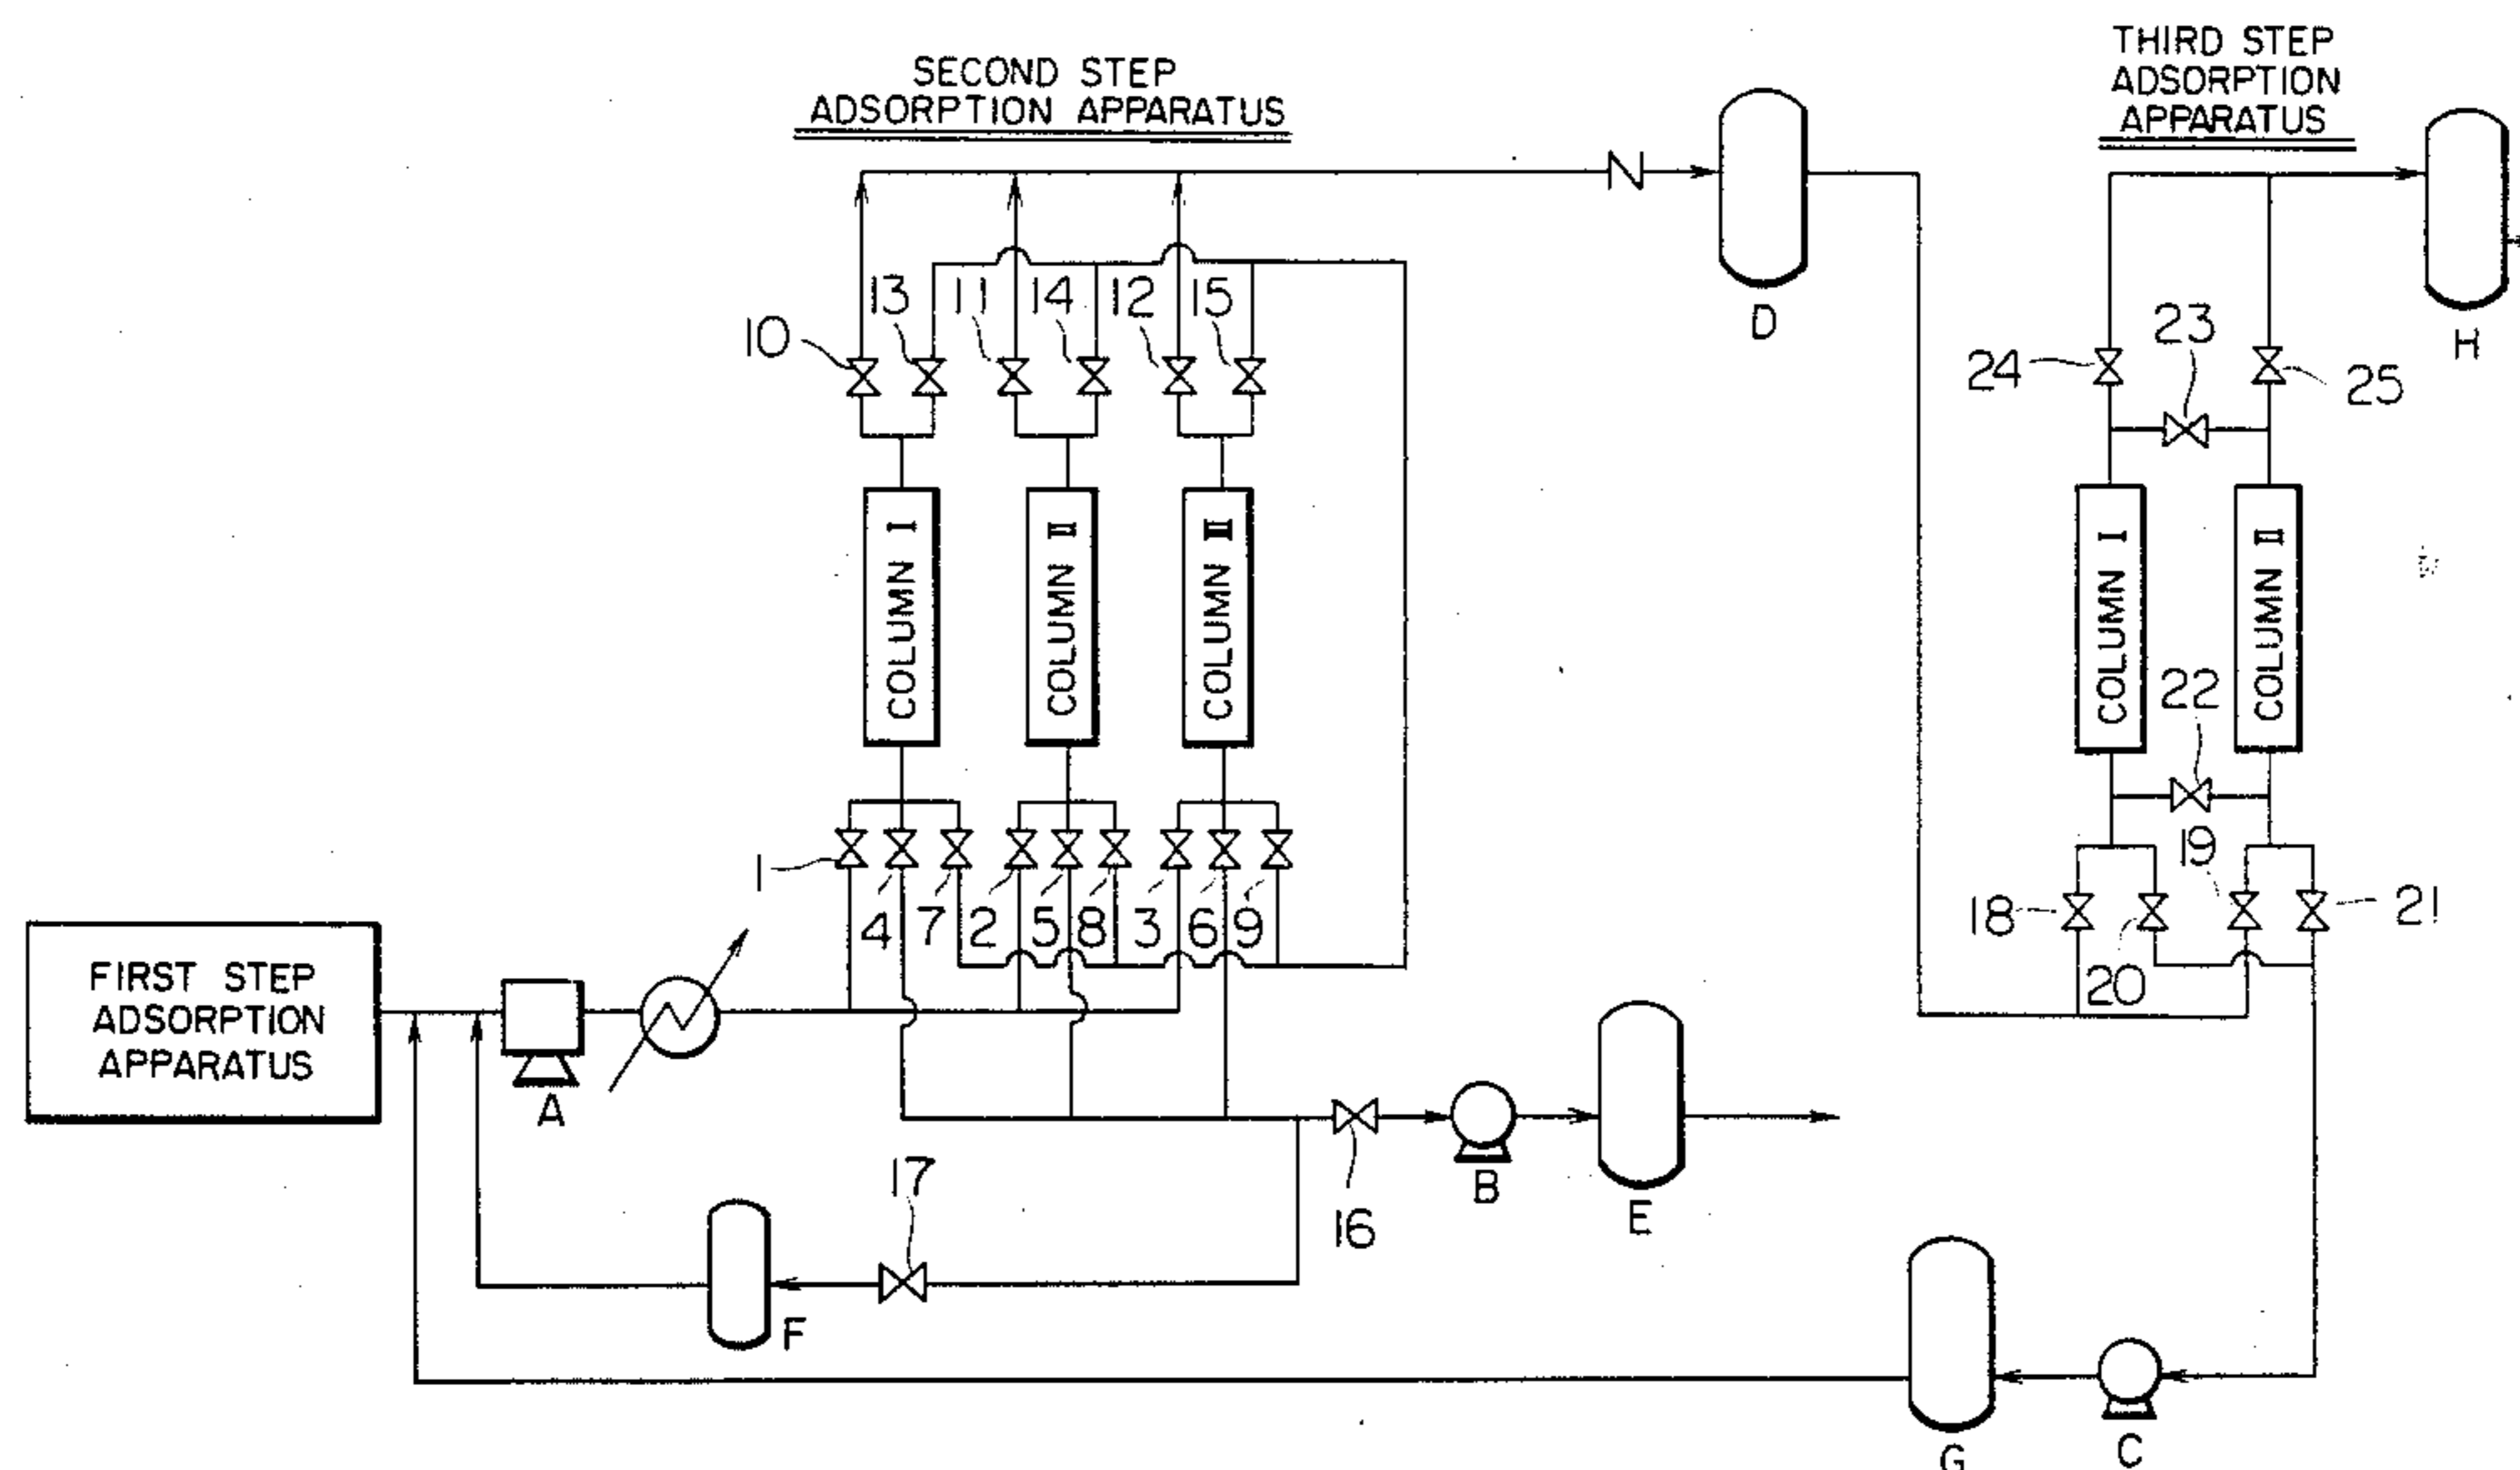 SECOND STEP
ADSORPTION APPARATUS
THIRD STEP
ADSORPTION
APPARATUS
D
H
10
13
11
14
12
15
24
23
25
COLUMN I
COLUMN II
COLUMN III
COLUMN I
COLUMN II
22
1
4
7
2
5
8
3
6
9
18
20
19
21
FIRST STEP
ADSORPTION
APPARATUS
A
B
E
16
17
F
G
C